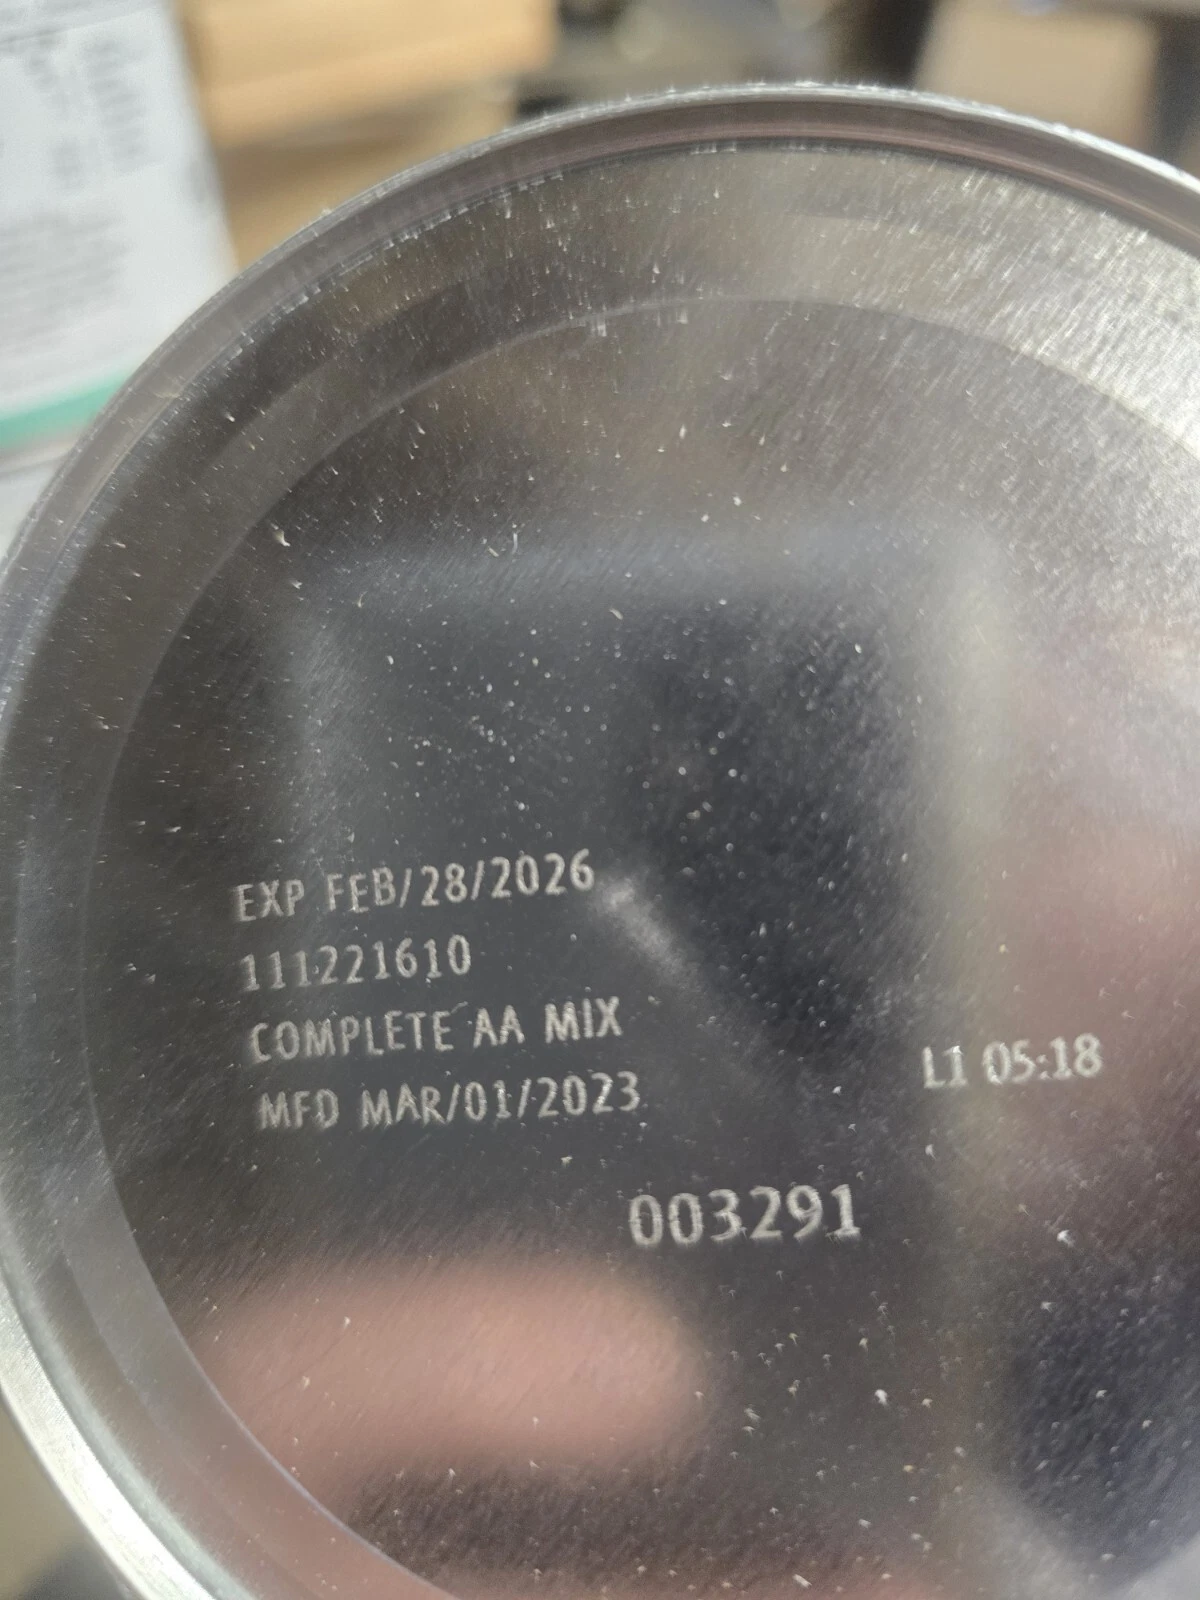 EXP FEB/28/2026
111221610
COMPLETE AA MIX
MFD MAR/01/2023
L1 05:18
003291